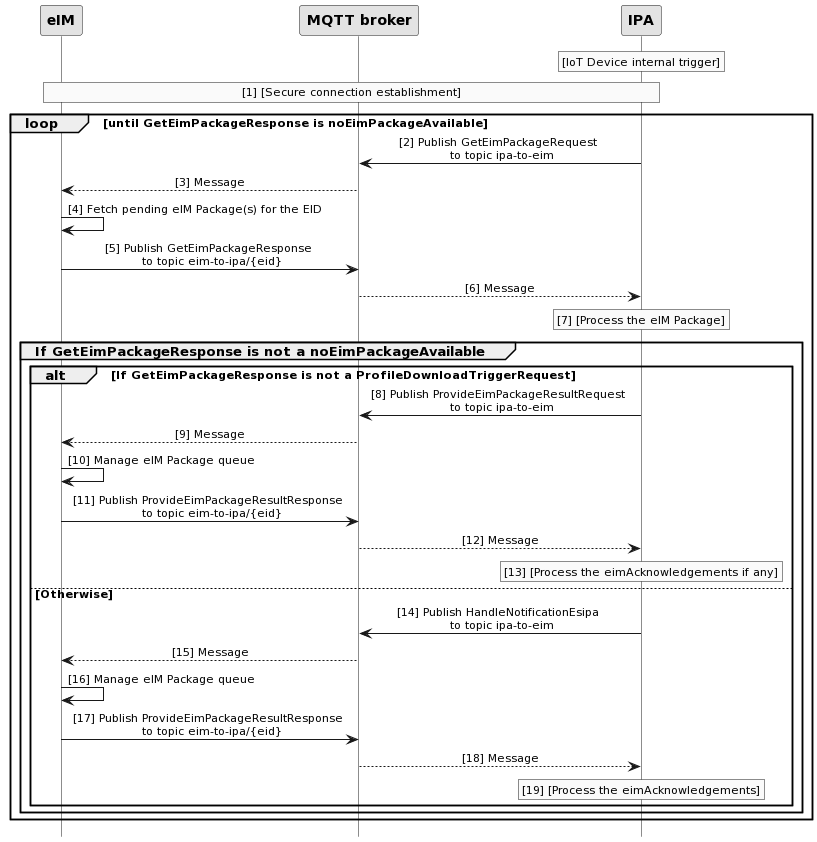 eIM
MQTT broker
IPA
[IoT Device internal trigger]
[1] [Secure connection establishment]
loop
[until GetEimPackageResponse is noEimPackageAvailable]
[2] Publish GetEimPackageRequest
to topic ipa-to-eim
[3] Message
[4] Fetch pending eIM Package(s) for the EID
[5] Publish GetEimPackageResponse
to topic eim-to-ipa/{eid}
[6] Message
[7] [Process the eIM Package]
If GetEimPackageResponse is not a noEimPackageAvailable
alt
[If GetEimPackageResponse is not a ProfileDownloadTriggerRequest]
[8] Publish ProvideEimPackageResultRequest
to topic ipa-to-eim
[9] Message
[10] Manage eIM Package queue
[11] Publish ProvideEimPackageResultResponse
to topic eim-to-ipa/{eid}
[12] Message
[13] [Process the eimAcknowledgements if any]
[Otherwise]
[14] Publish HandleNotificationEsipa
to topic ipa-to-eim
[15] Message
[16] Manage eIM Package queue
[17] Publish ProvideEimPackageResultResponse
to topic eim-to-ipa/{eid}
[18] Message
[19] [Process the eimAcknowledgements]